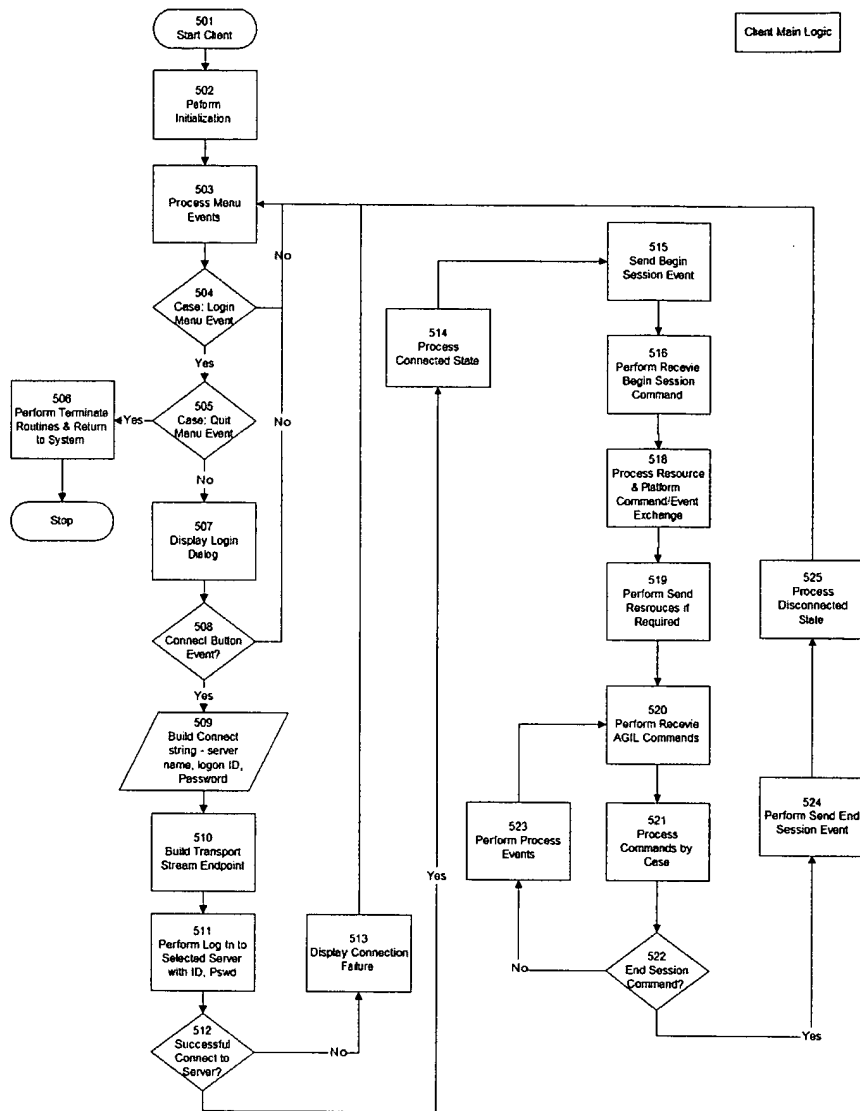 501
Start Client
Client Main Logic
502
Peform
Initialization
503
Process Menu
Events
No
504
Case: Login
Menu Event
Yes
505
Case: Quit
Menu Event
Yes
506
Perform Terminate
Routines & Return
to System
Stop
No
No
507
Display Login
Dialog
508
Connect Button
Event?
Yes
509
Build Connect
string - server
name, logon ID,
Password
510
Build Transport
Stream Endpoint
511
Perform Log In to
Selected Server
with ID, Pswd
512
Successful
Connect to
Server?
No
513
Display Connection
Failure
Yes
514
Process
Connected State
515
Send Begin
Session Event
516
Perform Recevie
Begin Session
Command
518
Process Resource
& Platform
Command/Event
Exchange
519
Perform Send
Resrouces if
Required
520
Perform Recevie
AGIL Commands
521
Process
Commands by
Case
522
End Session
Command?
No
523
Perform Process
Events
Yes
524
Perform Send End
Session Event
525
Process
Disconnected
State